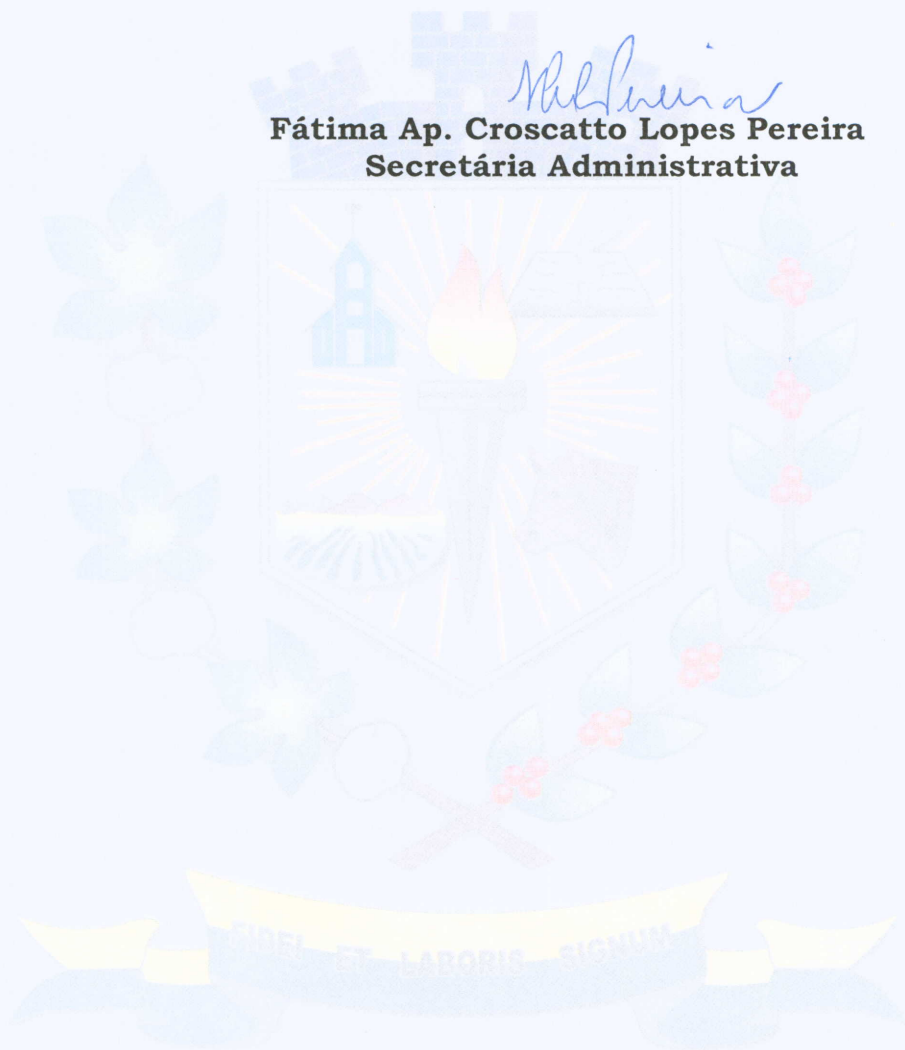 Fátima Ap. Croscatto Lopes Pereira
Secretária Administrativa
FIDEI ET LABORIS SIGNUM